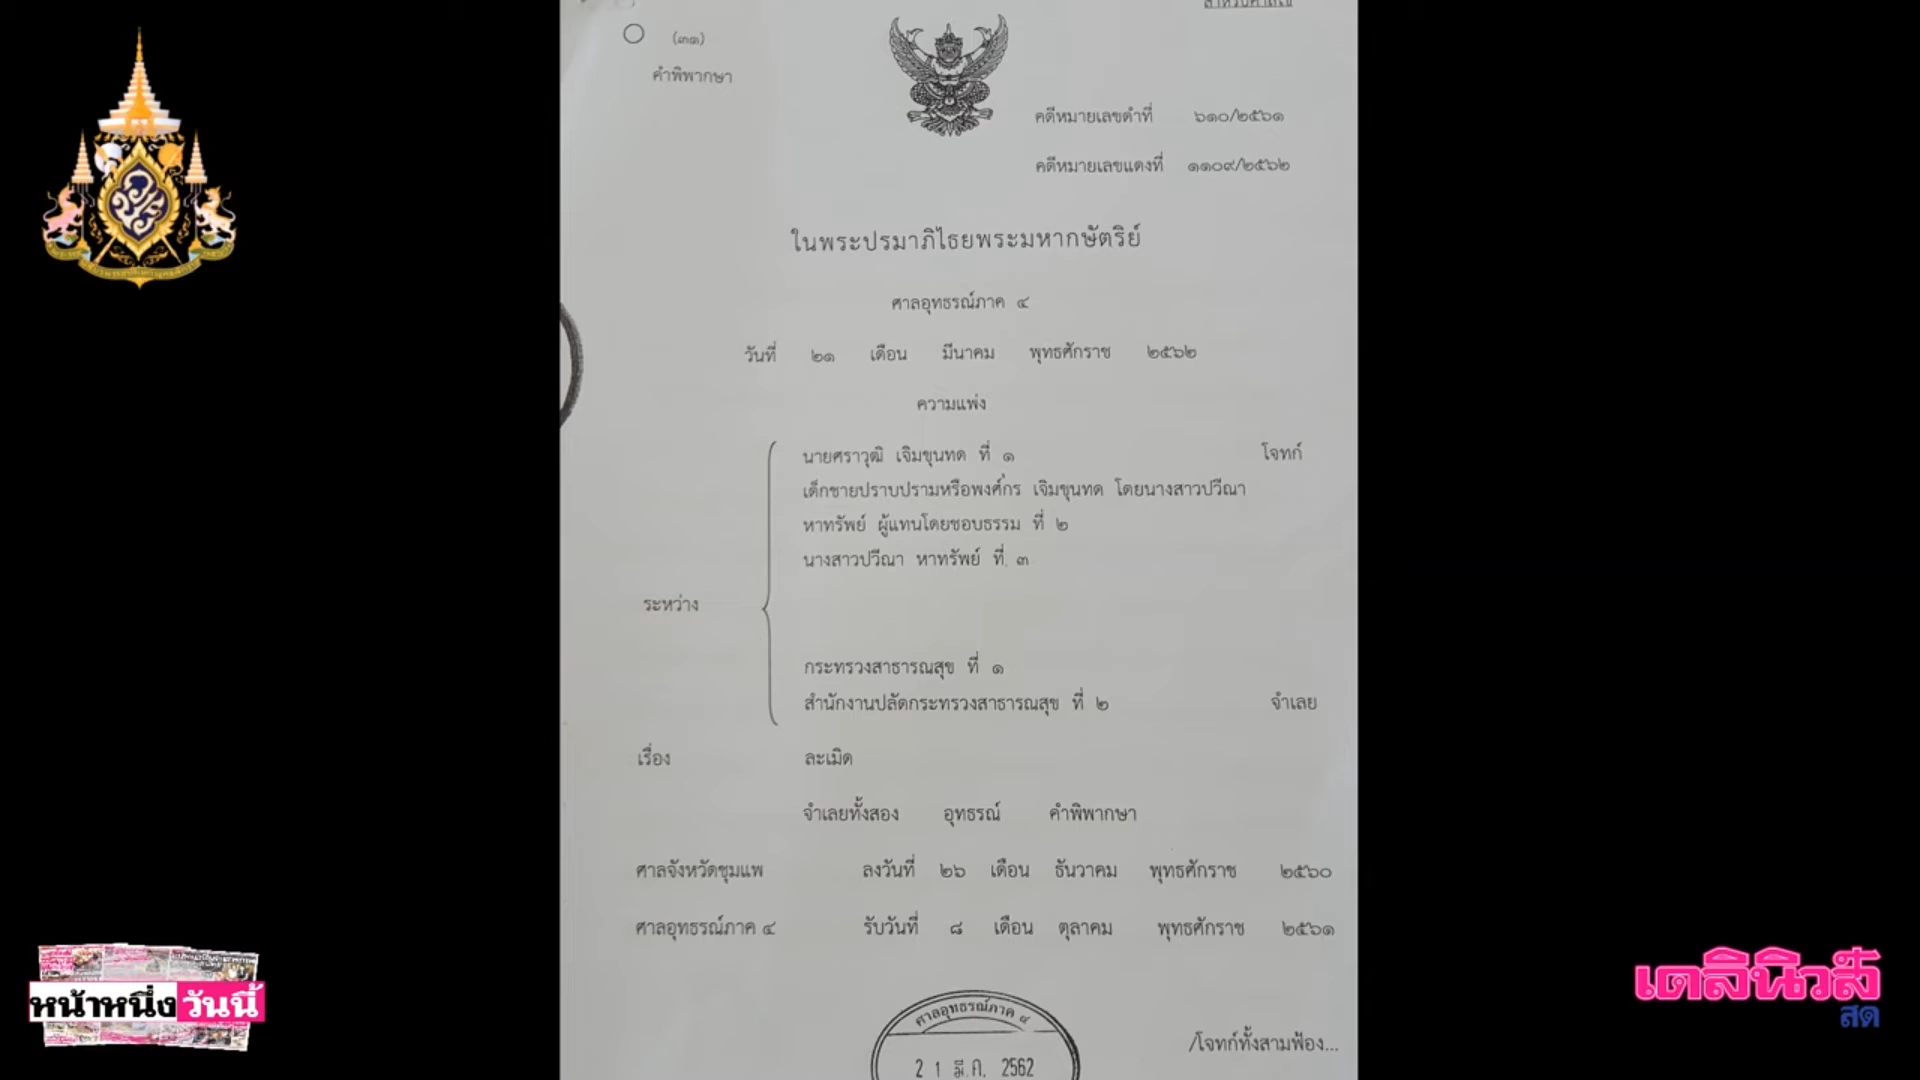 (๓๑)
คำพิพากษา
คดีหมายเลขดำที่ ๖๑๐/๒๕๖๑
คดีหมายเลขแดงที่ ๑๑๐๙/๒๕๖๒
ในพระปรมาภิไธยพระมหากษัตริย์
ศาลอุทธรณ์ภาค ๔
วันที่ ๒๑ เดือน มีนาคม พุทธศักราช ๒๕๖๒
ความแพ่ง
นายศราวุฒิ เจิมขุนทด ที่ ๑ โจทก์
เด็กชายปราบปรามหรือพงศ์กร เจิมขุนทด โดยนางสาวปวีณา
หาทรัพย์ ผู้แทนโดยชอบธรรม ที่ ๒
นางสาวปวีณา หาทรัพย์ ที่ ๓
ระหว่าง
กระทรวงสาธารณสุข ที่ ๑
สำนักงานปลัดกระทรวงสาธารณสุข ที่ ๒ จำเลย
เรื่อง ละเมิด
จำเลยทั้งสอง อุทธรณ์ คำพิพากษา
ศาลจังหวัดชุมแพ ลงวันที่ ๒๖ เดือน ธันวาคม พุทธศักราช ๒๕๖๐
ศาลอุทธรณ์ภาค ๔ รับวันที่ ๘ เดือน ตุลาคม พุทธศักราช ๒๕๖๑
ศาลอุทธรณ์ภาค ๔
21 มี.ค. 2562
/โจทก์ทั้งสามฟ้อง...
หน้าหนึ่งวันนี้
เดลินิวส์
สด